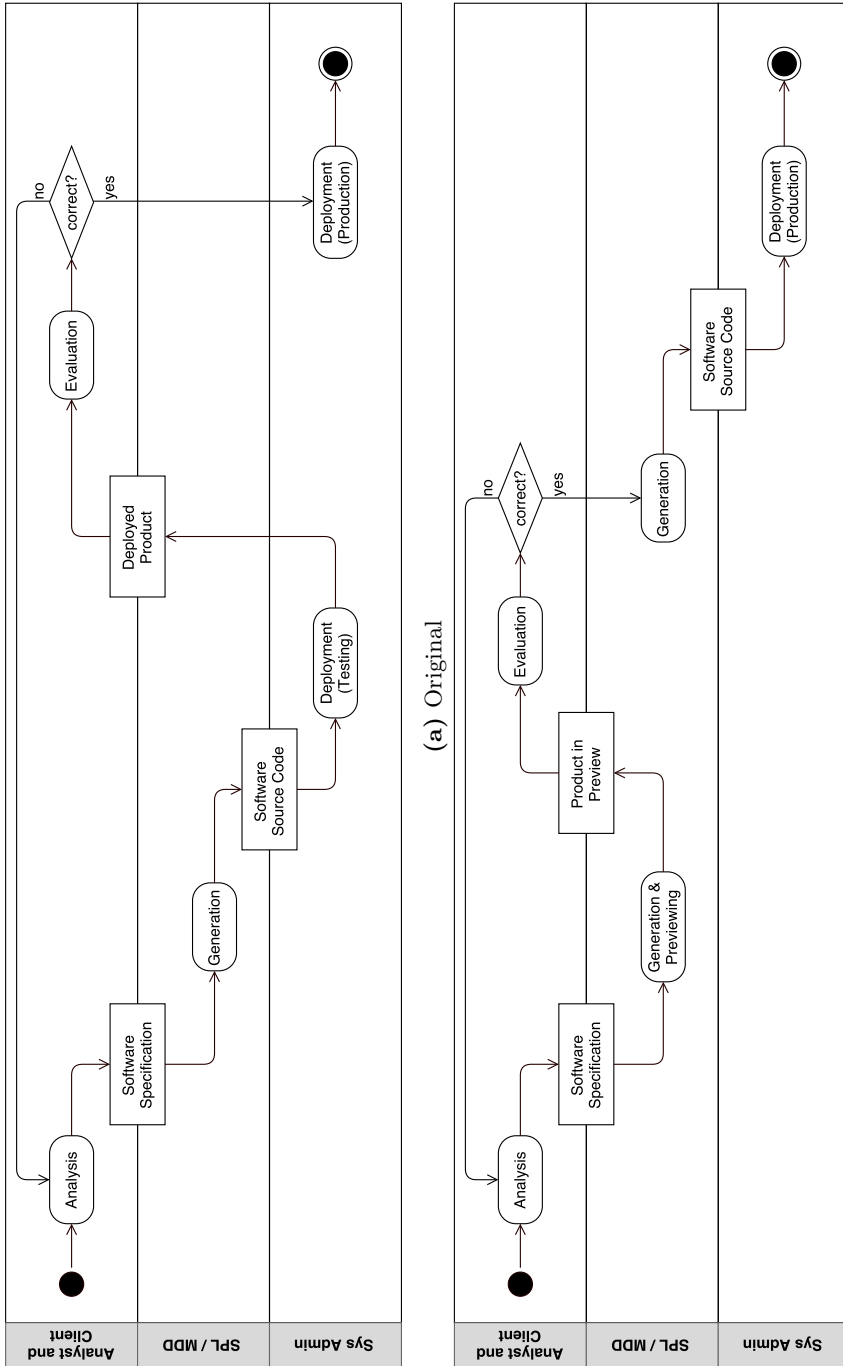 Analyst and
Client
SPL / MDD
Sys Admin
Analysis
Software
Specification
Generation
Software
Source Code
Deployment
(Testing)
Deployed
Product
Evaluation
correct?
no
yes
Deployment
(Production)
(a) Original
Analyst and
Client
SPL / MDD
Sys Admin
Analysis
Software
Specification
Generation &
Previewing
Product in
Preview
Evaluation
correct?
no
yes
Generation
Software
Source Code
Deployment
(Production)